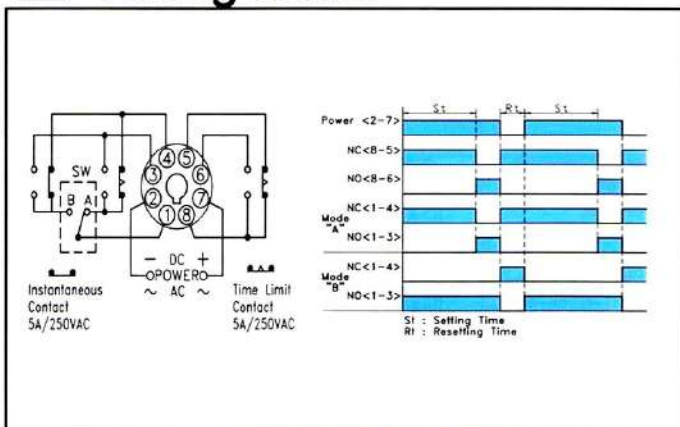 SW
B A
4 5
3 6
2 7
1 8
− DC +
POWER
~ AC ~
Instantaneous
Contact
5A/250VAC
Time Limit
Contact
5A/250VAC
St Rt St
Power <2-7>
NC<8-5>
NO<8-6>
NC<1-4>
Mode
"A"
NO<1-3>
NC<1-4>
Mode
"B"
NO<1-3>
St : Setting Time
Rt : Resetting Time